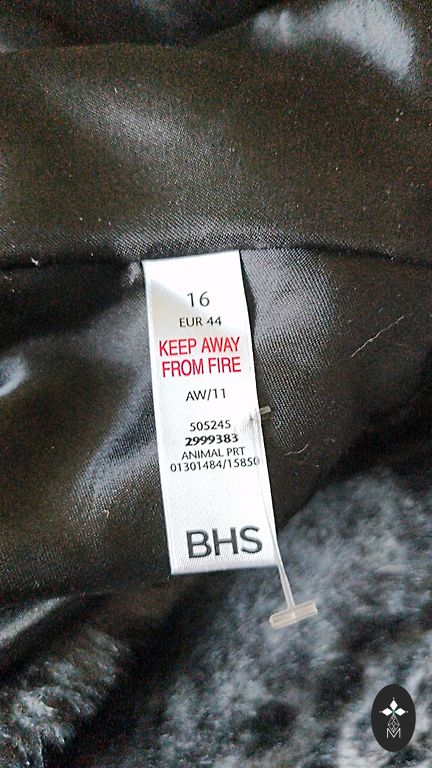 16
EUR 44
KEEP AWAY
FROM FIRE
AW/11
505245
2999383
ANIMAL PRT
01301484/15850
BHS
M